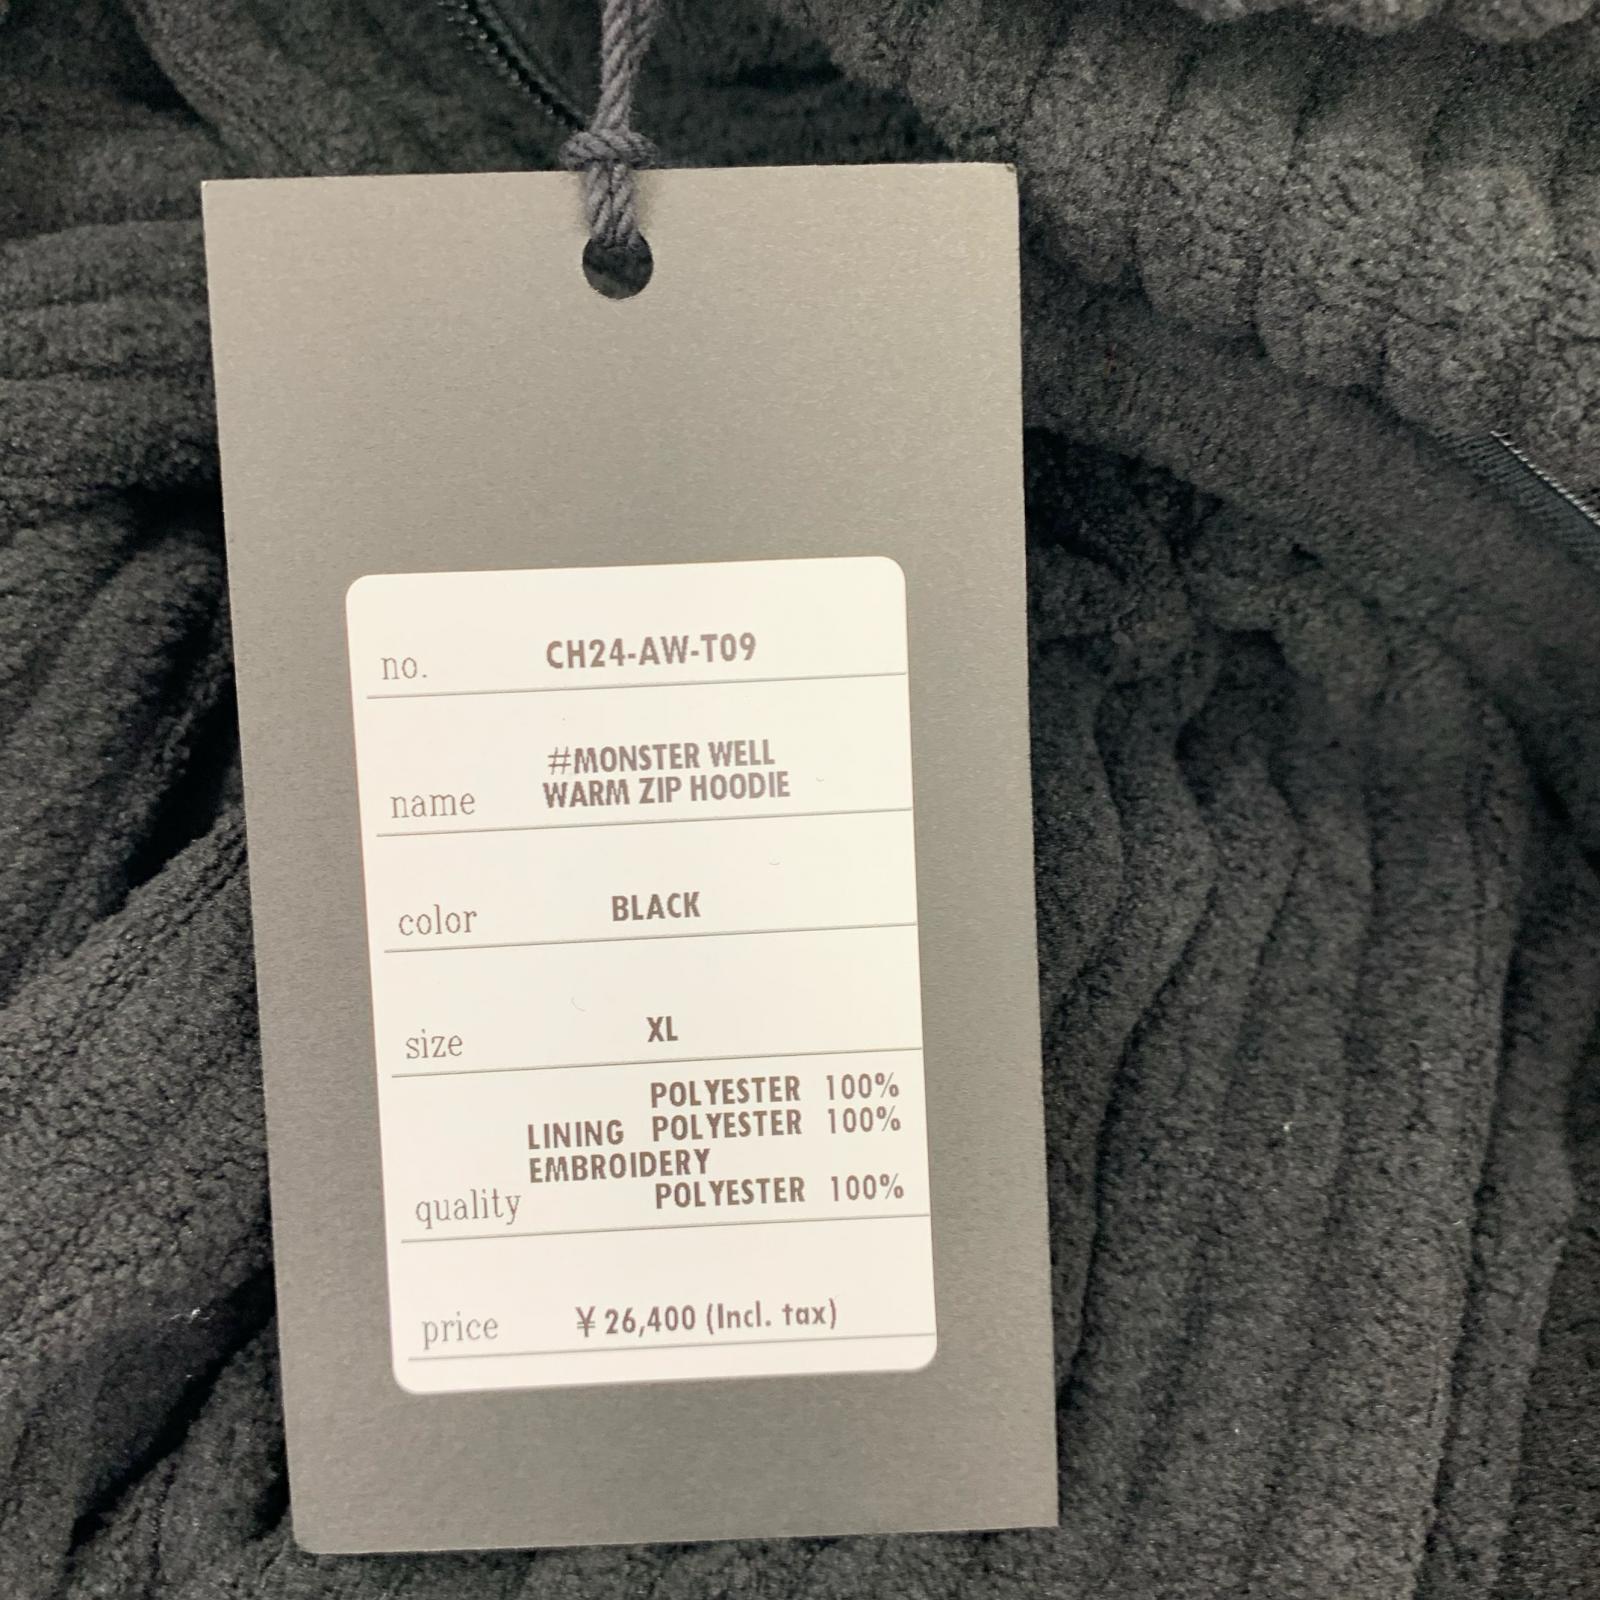 no. CH24-AW-T09
#MONSTER WELL
name WARM ZIP HOODIE
color BLACK
size XL
POLYESTER 100%
LINING POLYESTER 100%
EMBROIDERY
quality POLYESTER 100%
price ¥ 26,400 (Incl. tax)